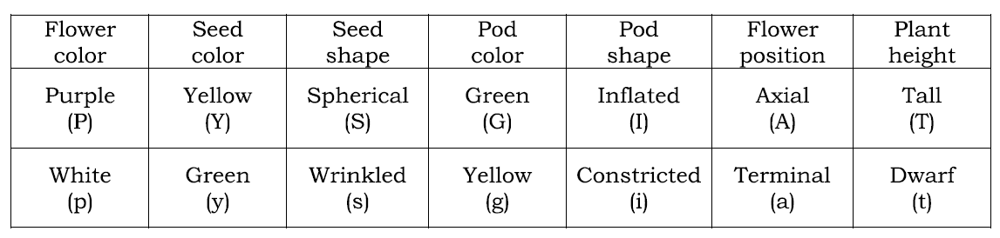 Flower color	Seed color	Seed shape	Pod color	Pod shape	Flower position	Plant height
Purple (P)	Yellow (Y)	Spherical (S)	Green (G)	Inflated (I)	Axial (A)	Tall (T)
White (p)	Green (y)	Wrinkled (s)	Yellow (g)	Constricted (i)	Terminal (a)	Dwarf (t)